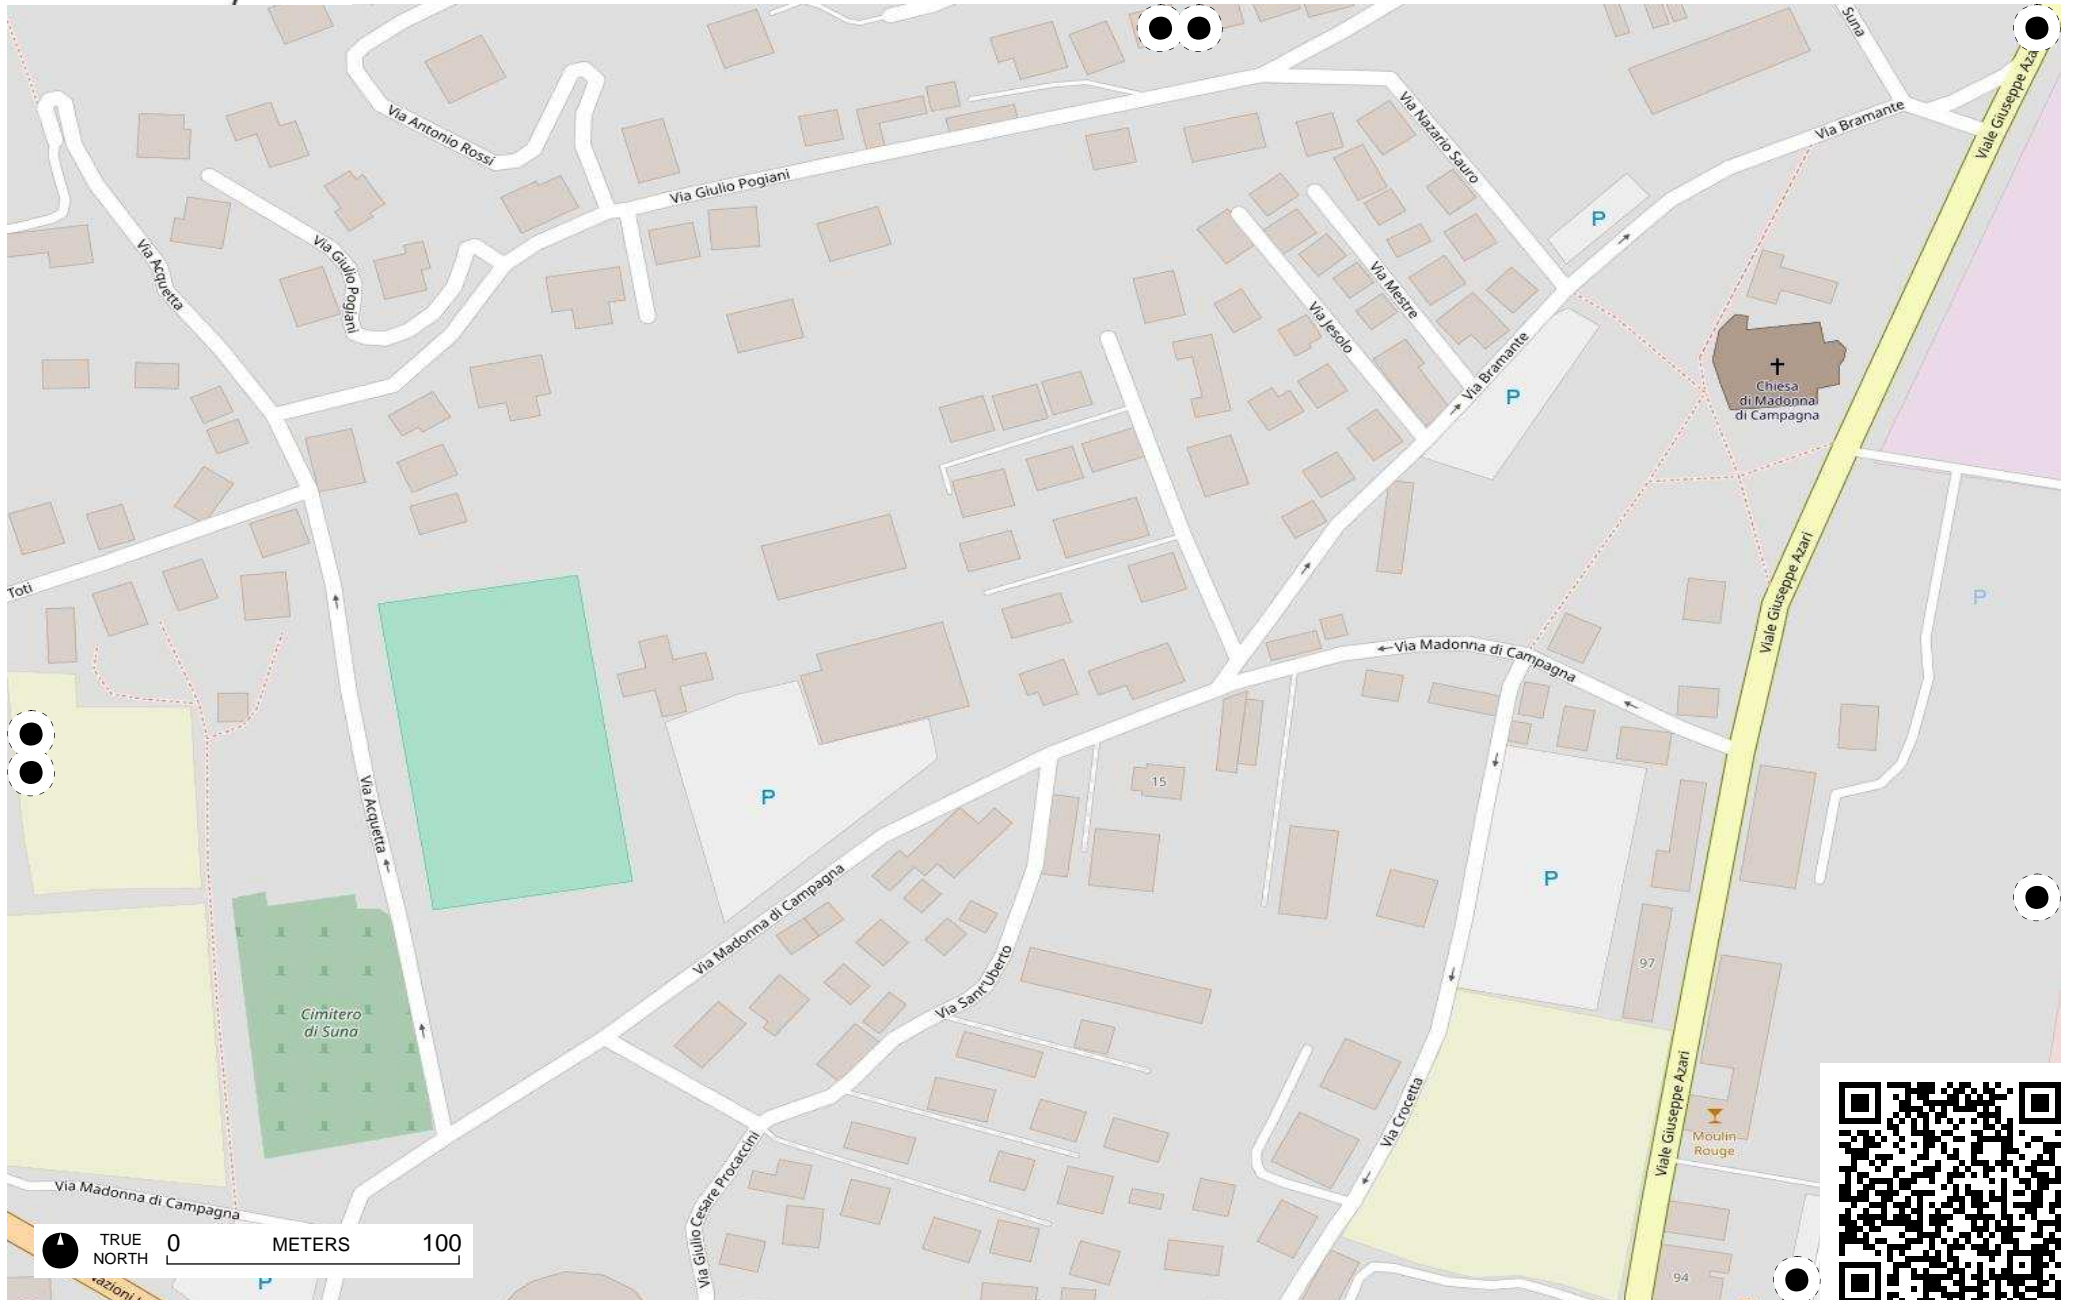 Suna
Viale Giuseppe Aza
Via Antonio Rossi
Via Nazario Sauro
Via Bramante
Viale Giuseppe Azari
Via Giulio Pogiani
P
Via Acquetta
Via Giulio Pogiani
Via Mestre
Via Jesolo
Via Bramante
P
Chiesa
di Madonna
di Campagna
Toti
P
Viale Giuseppe Azari
Via Madonna di Campagna
15
P
Via Acquetta
P
Via Madonna di Campagna
97
Via Sant'Uberto
Cimitero
di Suna
Via Crocetta
Viale Giuseppe Azari
Moulin
Rouge
Via Giulio Cesare Procaccini
Via Madonna di Campagna
TRUE
NORTH
0 METERS 100
P
94